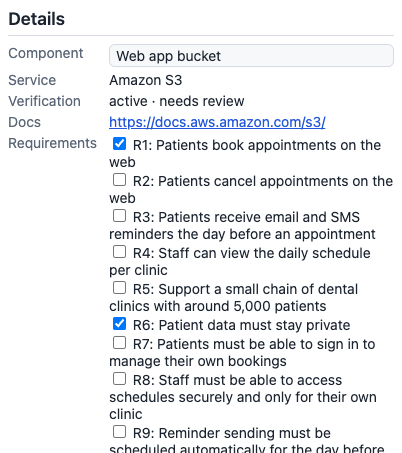 Details
Component Web app bucket
Service Amazon S3
Verification active · needs review
Docs https://docs.aws.amazon.com/s3/
Requirements R1: Patients book appointments on the
web
R2: Patients cancel appointments on the
web
R3: Patients receive email and SMS
reminders the day before an appointment
R4: Staff can view the daily schedule
per clinic
R5: Support a small chain of dental
clinics with around 5,000 patients
R6: Patient data must stay private
R7: Patients must be able to sign in to
manage their own bookings
R8: Staff must be able to access
schedules securely and only for their own
clinic
R9: Reminder sending must be
scheduled automatically for the day before